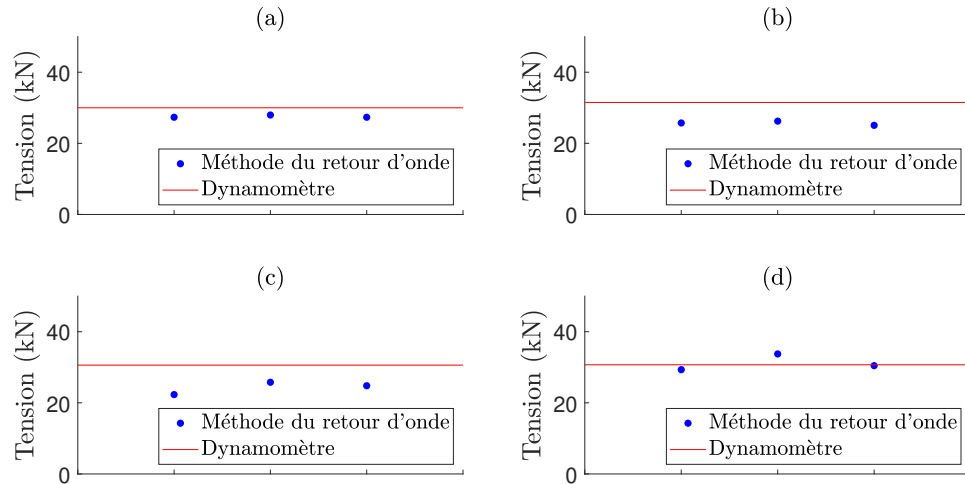 (a)
Tension (kN)
40
20
0
Méthode du retour d'onde
Dynamomètre
(b)
Tension (kN)
40
20
0
Méthode du retour d'onde
Dynamomètre
(c)
Tension (kN)
40
20
0
Méthode du retour d'onde
Dynamomètre
(d)
Tension (kN)
40
20
0
Méthode du retour d'onde
Dynamomètre